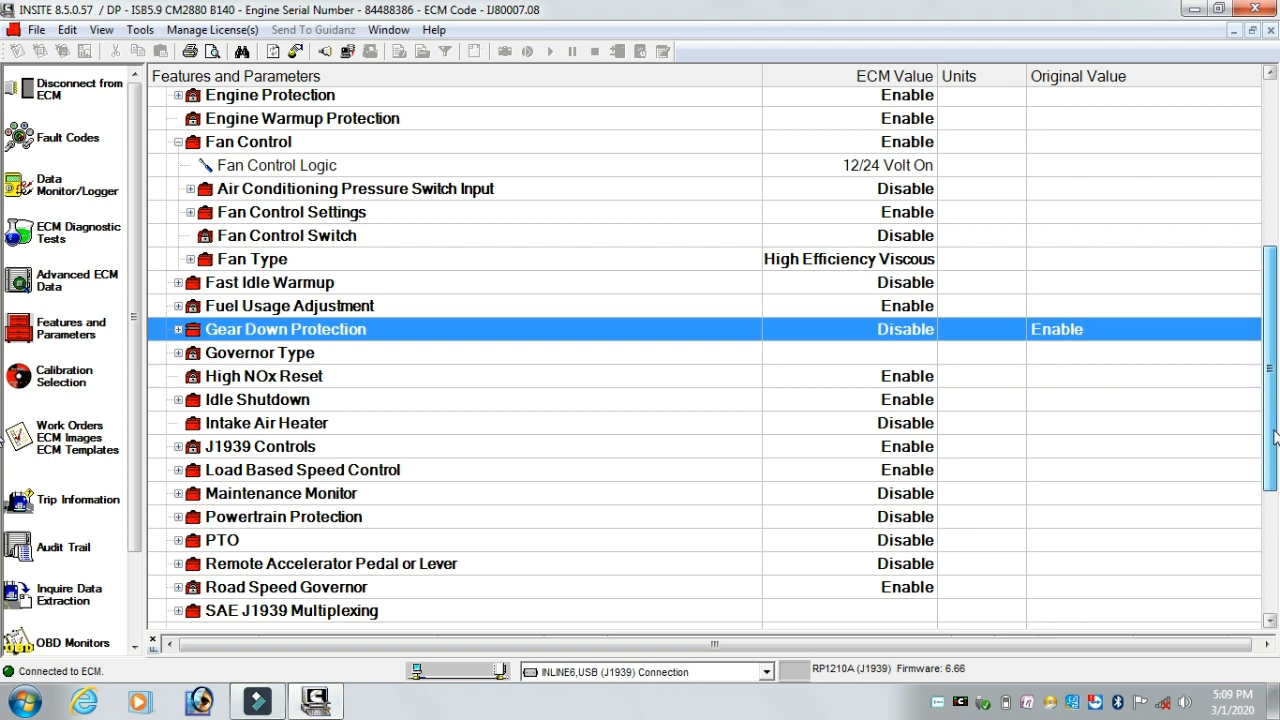 INSITE 8.5.0.57 / DP - ISB5.9 CM2880 B140 - Engine Serial Number - 84488386 - ECM Code - IJ80007.08
File Edit View Tools Manage License(s) Send To Guidanz Window Help
Features and Parameters ECM Value Units Original Value
Engine Protection Enable
Engine Warmup Protection Enable
Fan Control Enable
Fan Control Logic 12/24 Volt On
Air Conditioning Pressure Switch Input Disable
Fan Control Settings Enable
Fan Control Switch Disable
Fan Type High Efficiency Viscous
Fast Idle Warmup Disable
Fuel Usage Adjustment Enable
Gear Down Protection Disable Enable
Governor Type
High NOx Reset Enable
Idle Shutdown Enable
Intake Air Heater Disable
J1939 Controls Enable
Load Based Speed Control Enable
Maintenance Monitor Disable
Powertrain Protection Disable
PTO Disable
Remote Accelerator Pedal or Lever Disable
Road Speed Governor Enable
SAE J1939 Multiplexing
Disconnect from
ECM
Fault Codes
Data
Monitor/Logger
ECM Diagnostic
Tests
Advanced ECM
Data
Features and
Parameters
Calibration
Selection
Work Orders
ECM Images
ECM Templates
Trip Information
Audit Trail
Inquire Data
Extraction
OBD Monitors
Connected to ECM.
INLINE6,USB (J1939) Connection
RP1210A (J1939) Firmware: 6.66
5:09 PM
3/1/2020